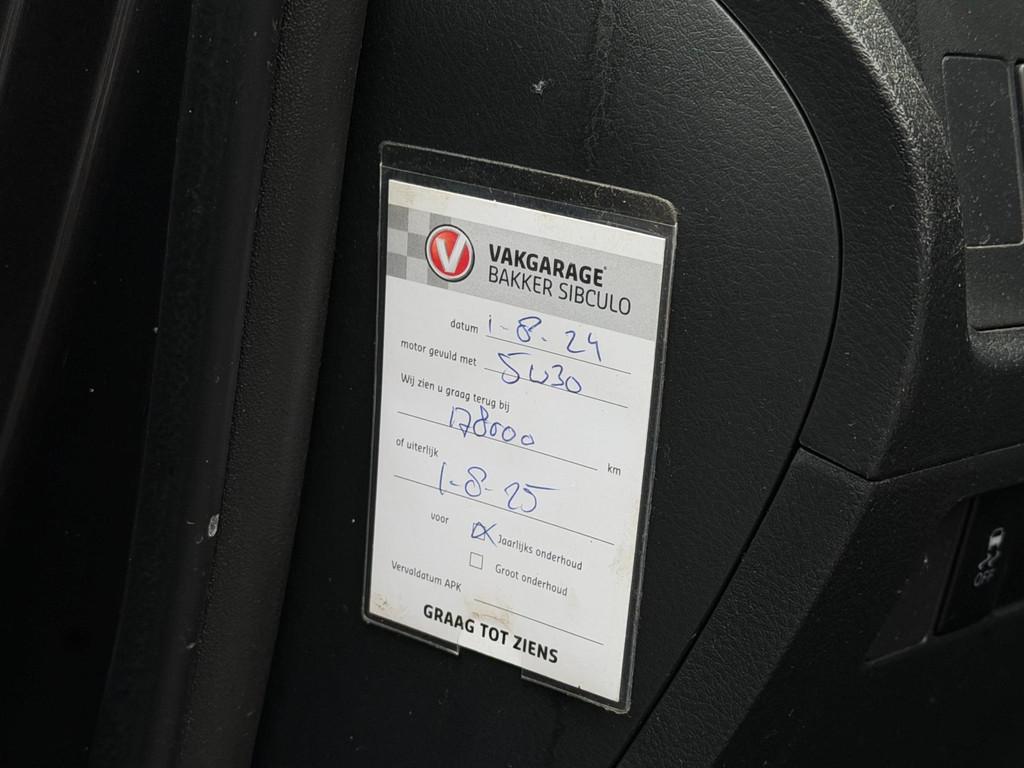 V VAKGARAGE
BAKKER SIBCULO
datum 1-8-24
motor gevuld met 5W30
Wij zien u graag terug bij
178000 km
of uiterlijk
1-8-25
voor
Jaarlijks onderhoud
Groot onderhoud
Vervaldatum APK
GRAAG TOT ZIENS